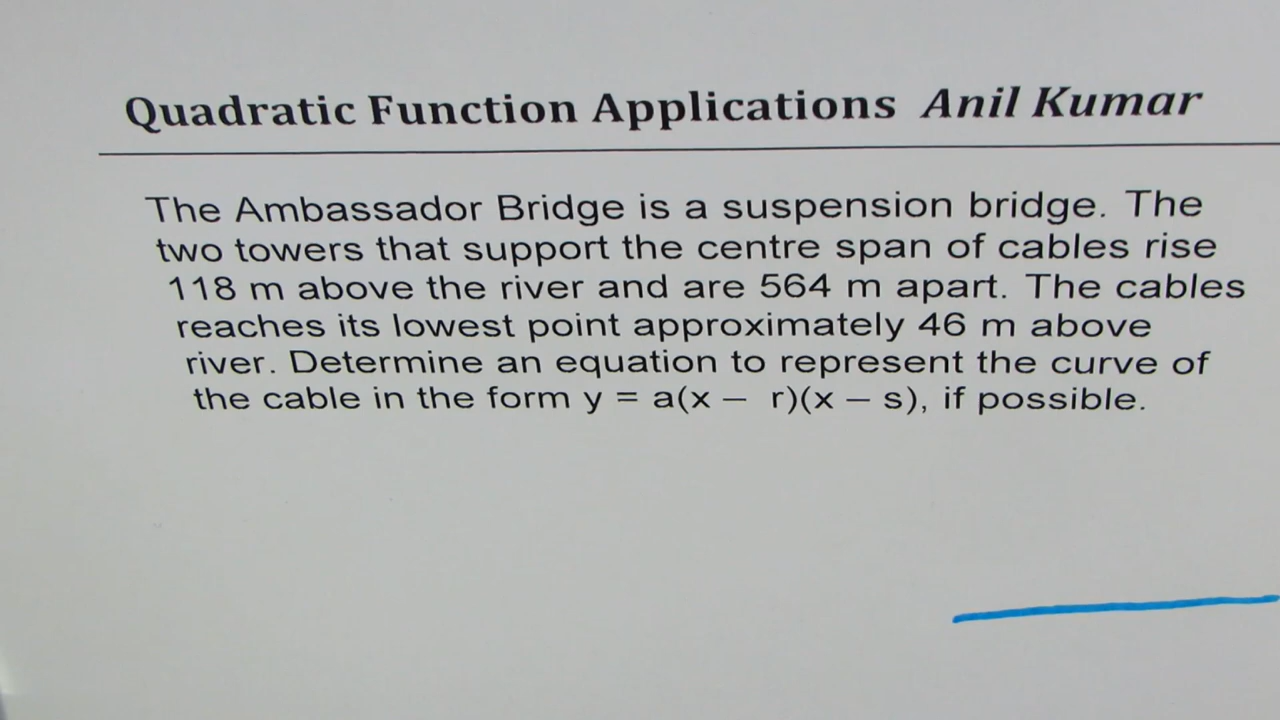 Quadratic Function Applications Anil Kumar
The Ambassador Bridge is a suspension bridge. The
two towers that support the centre span of cables rise
118 m above the river and are 564 m apart. The cables
reaches its lowest point approximately 46 m above
river. Determine an equation to represent the curve of
the cable in the form y = a(x – r)(x – s), if possible.